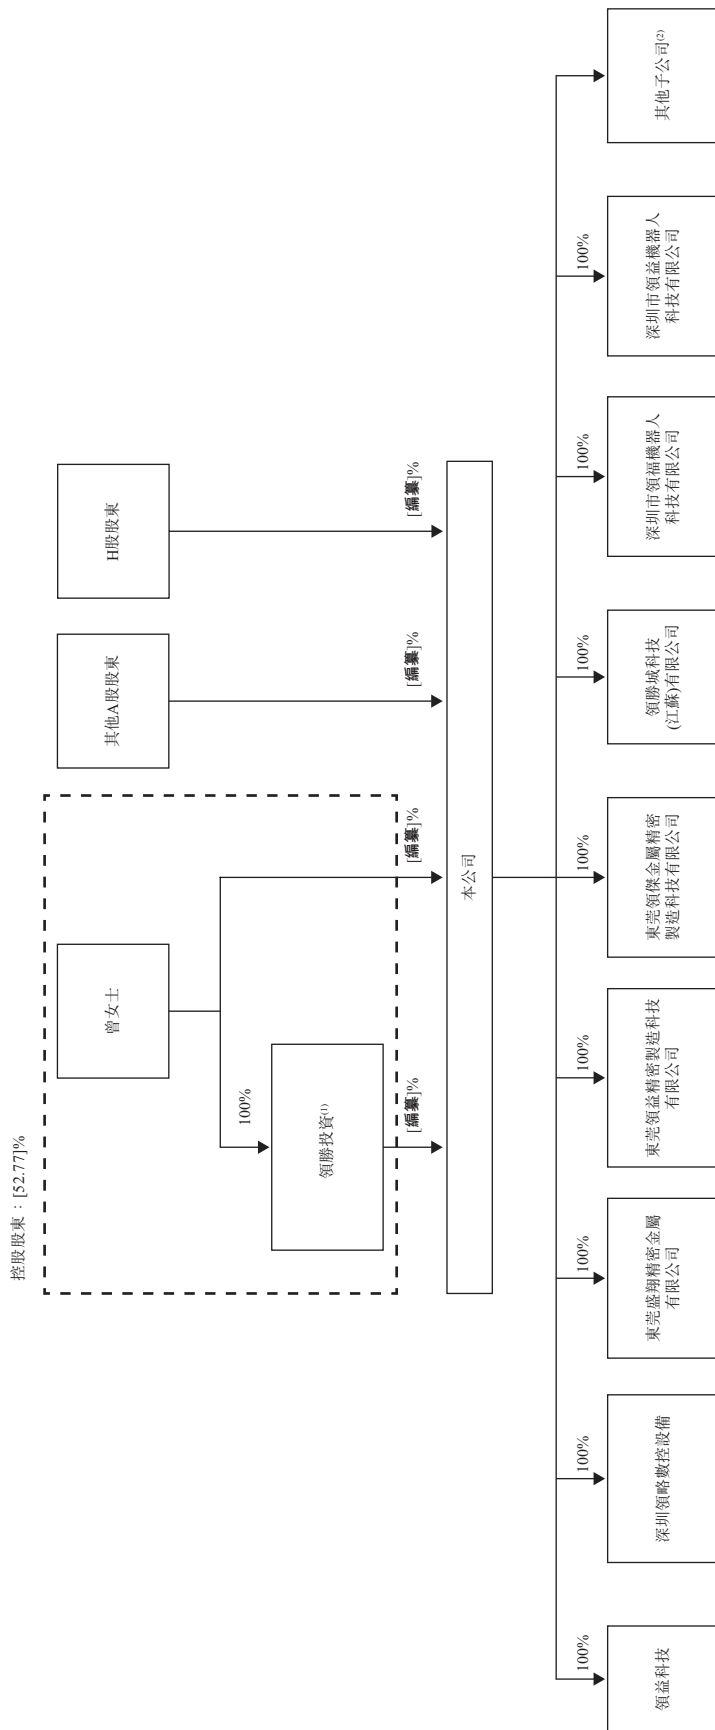 控股股東：[52.77]%
曾女士
其他A股股東
H股股東
100%
領勝投資(1)
[編纂]%
[編纂]%
[編纂]%
[編纂]%
本公司
100%
100%
100%
100%
100%
100%
100%
100%
領益科技
深圳領略數控設備
東莞盛翔精密金屬
有限公司
東莞領益精密製造科技
有限公司
東莞領傑金屬精密
製造科技有限公司
領勝城科技
(江蘇)有限公司
深圳市領福機器人
科技有限公司
深圳市領益機器人
科技有限公司
其他子公司(2)